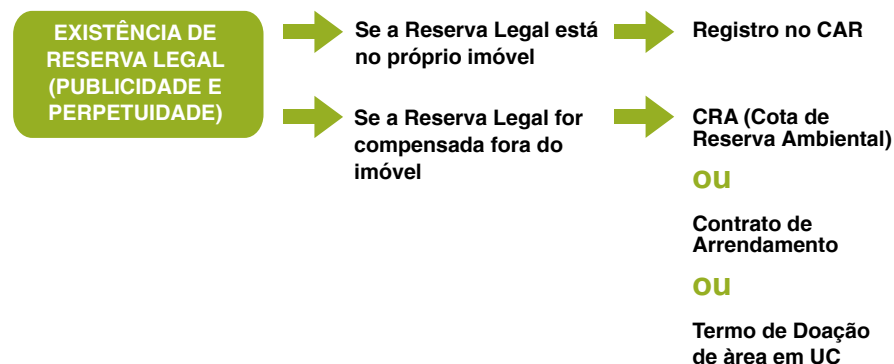 EXISTÊNCIA DE
RESERVA LEGAL
(PUBLICIDADE E
PERPETUIDADE)
Se a Reserva Legal está
no próprio imóvel
Registro no CAR
Se a Reserva Legal for
compensada fora do
imóvel
CRA (Cota de
Reserva Ambiental)
ou
Contrato de
Arrendamento
ou
Termo de Doação
de àrea em UC